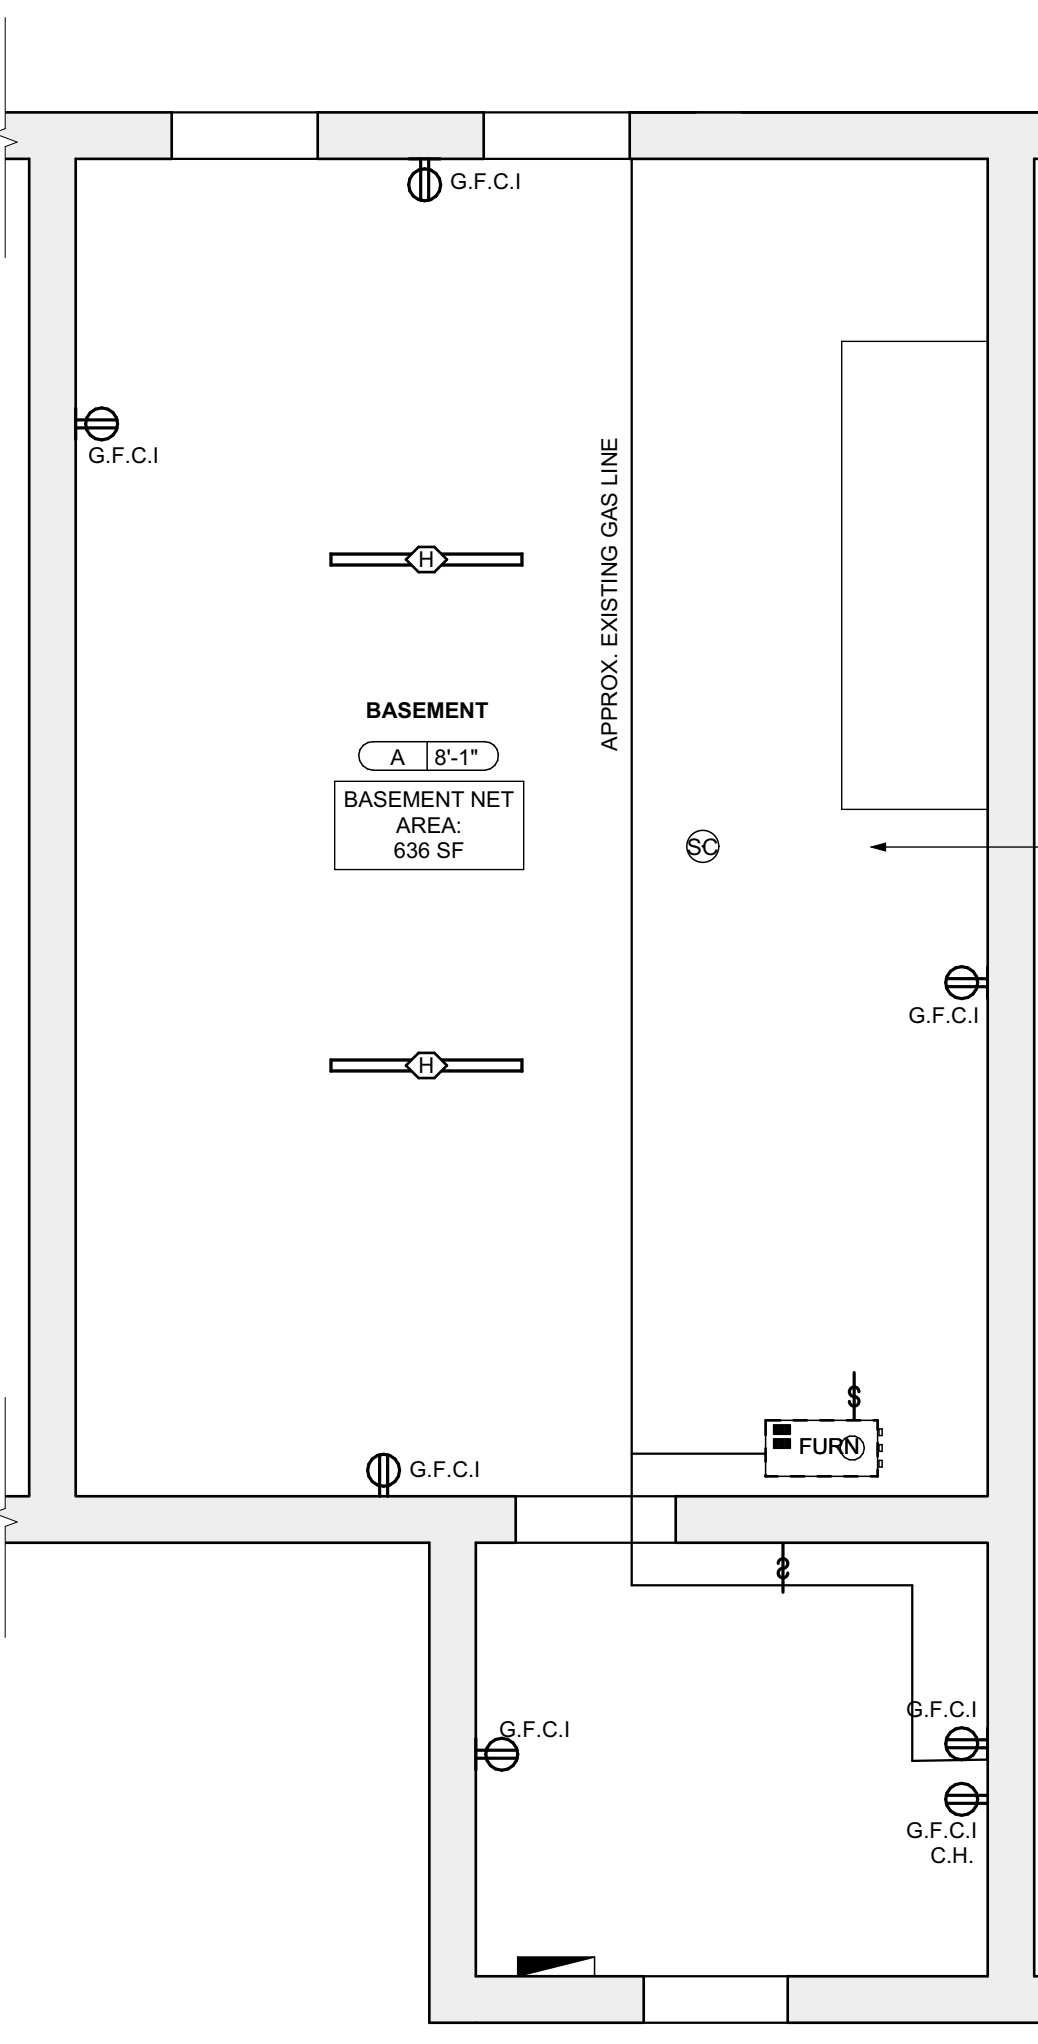 G.F.C.I
G.F.C.I
APPROX. EXISTING GAS LINE
H
BASEMENT
A 8'-1"
BASEMENT NET
AREA:
636 SF
SC
G.F.C.I
H
S
FURN
G.F.C.I
S
G.F.C.I
G.F.C.I
G.F.C.I
C.H.